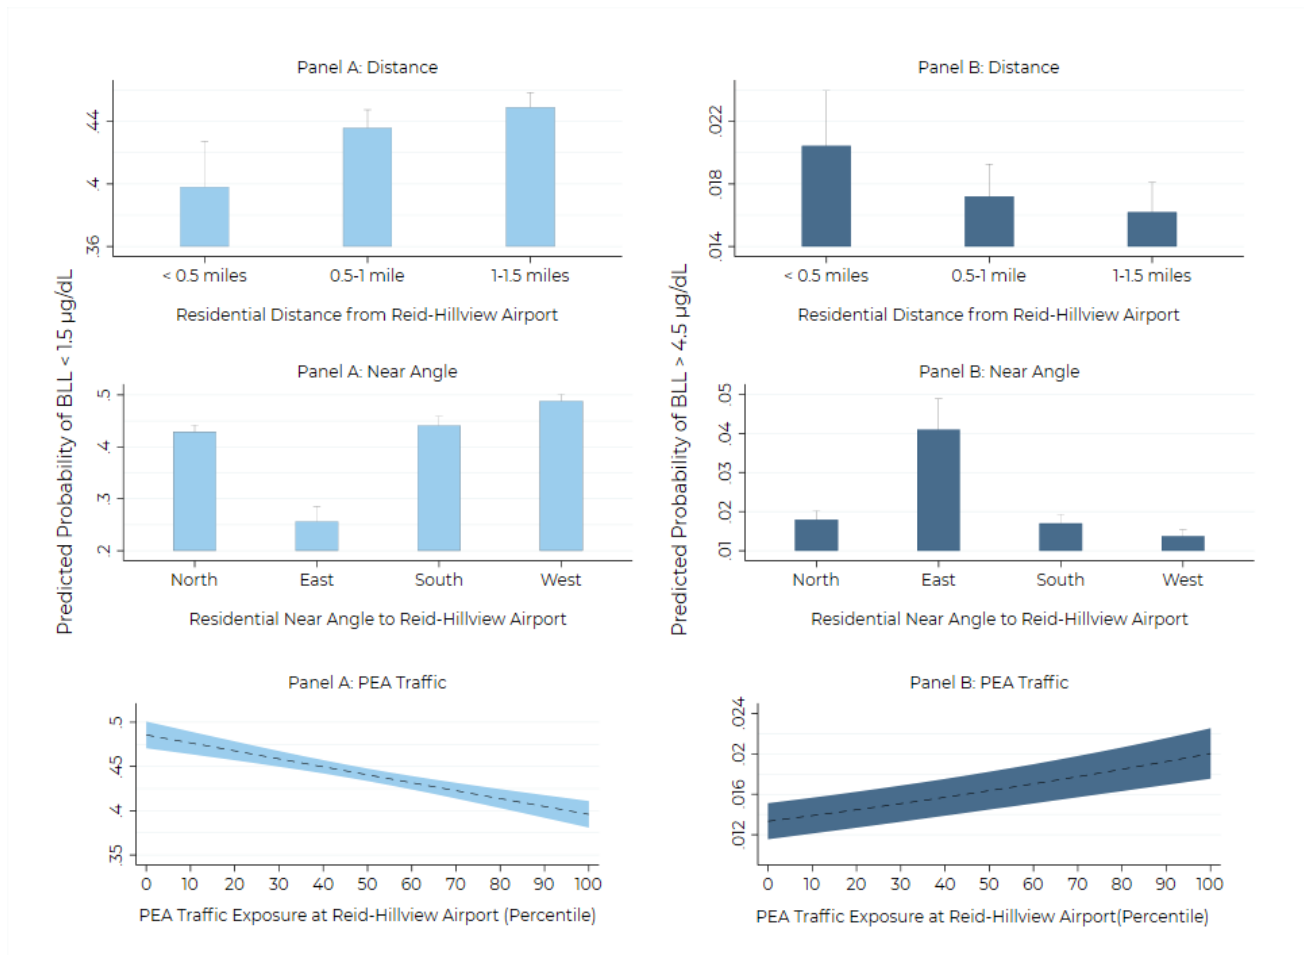 Panel A: Distance
.44
.4
.36
< 0.5 miles 0.5-1 mile 1-1.5 miles
Residential Distance from Reid-Hillview Airport
Panel B: Distance
.022
.018
.014
< 0.5 miles 0.5-1 mile 1-1.5 miles
Residential Distance from Reid-Hillview Airport
Predicted Probability of BLL < 1.5 µg/dL
Predicted Probability of BLL > 4.5 µg/dL
Panel A: Near Angle
.5
.4
.3
.2
North East South West
Residential Near Angle to Reid-Hillview Airport
Panel B: Near Angle
.05
.04
.03
.02
.01
North East South West
Residential Near Angle to Reid-Hillview Airport
Panel A: PEA Traffic
.5
.45
.4
.35
0 10 20 30 40 50 60 70 80 90 100
PEA Traffic Exposure at Reid-Hillview Airport (Percentile)
Panel B: PEA Traffic
.024
.02
.016
.012
0 10 20 30 40 50 60 70 80 90 100
PEA Traffic Exposure at Reid-Hillview Airport(Percentile)